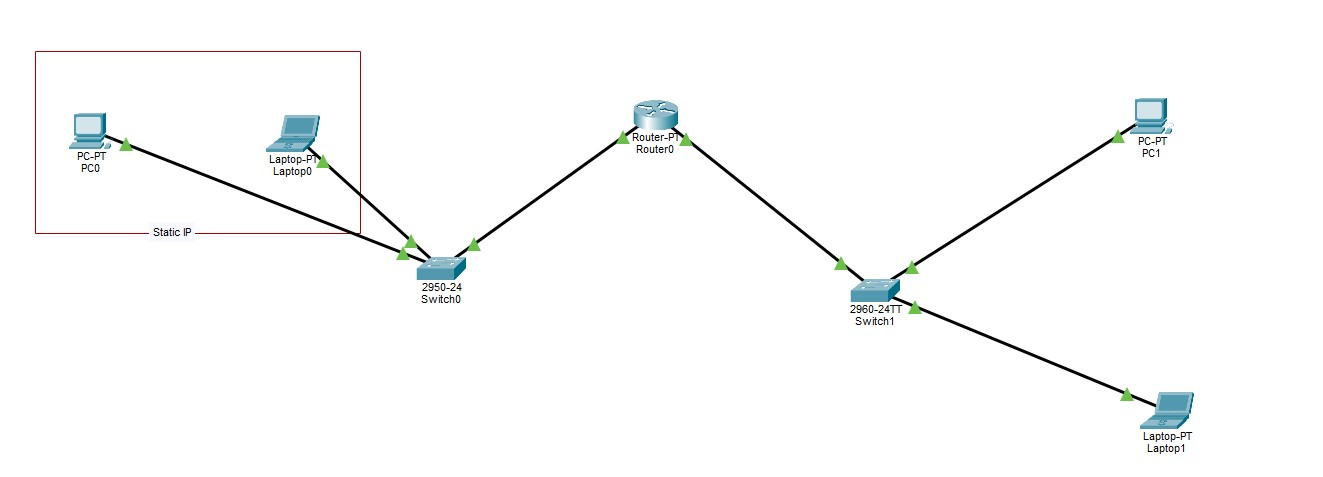 PC-PT
PC0
Laptop-PT
Laptop0
Static IP
2950-24
Switch0
Router-PT
Router0
2960-24TT
Switch1
PC-PT
PC1
Laptop-PT
Laptop1